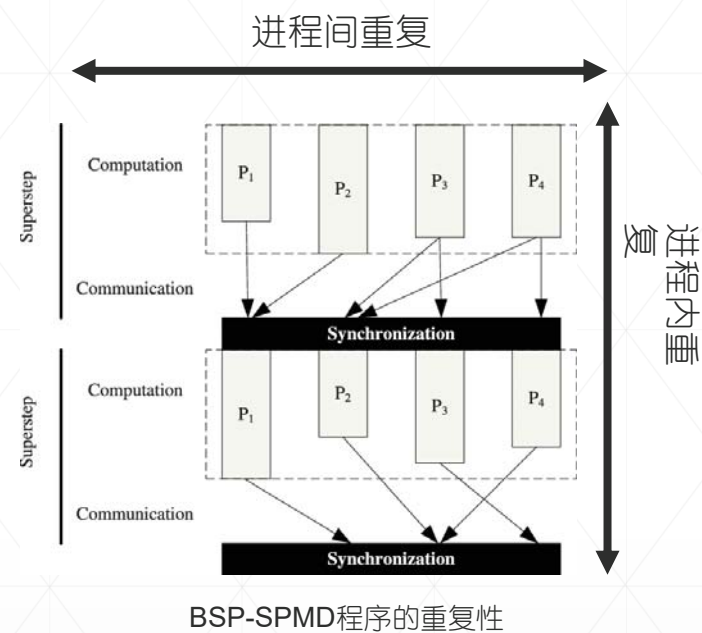 进程间重复
Superstep
Computation
P₁
P₂
P₃
P₄
Communication
Synchronization
Superstep
Computation
P₁
P₂
P₃
P₄
Communication
Synchronization
进程内重
复
BSP-SPMD程序的重复性